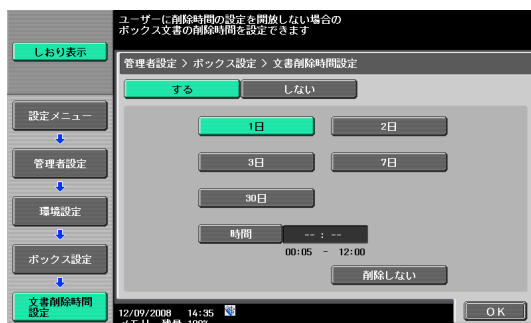 ユーザーに削除時間の設定を開放しない場合の
ボックス文書の削除時間を設定できます
しおり表示
管理者設定 > ボックス設定 > 文書削除時間設定
する
しない
設定メニュー
1日
2日
管理者設定
3日
7日
30日
環境設定
時間
-- : --
00:05 - 12:00
ボックス設定
削除しない
文書削除時間
設定
12/09/2008 14:35
メモリ 残量 100%
OK